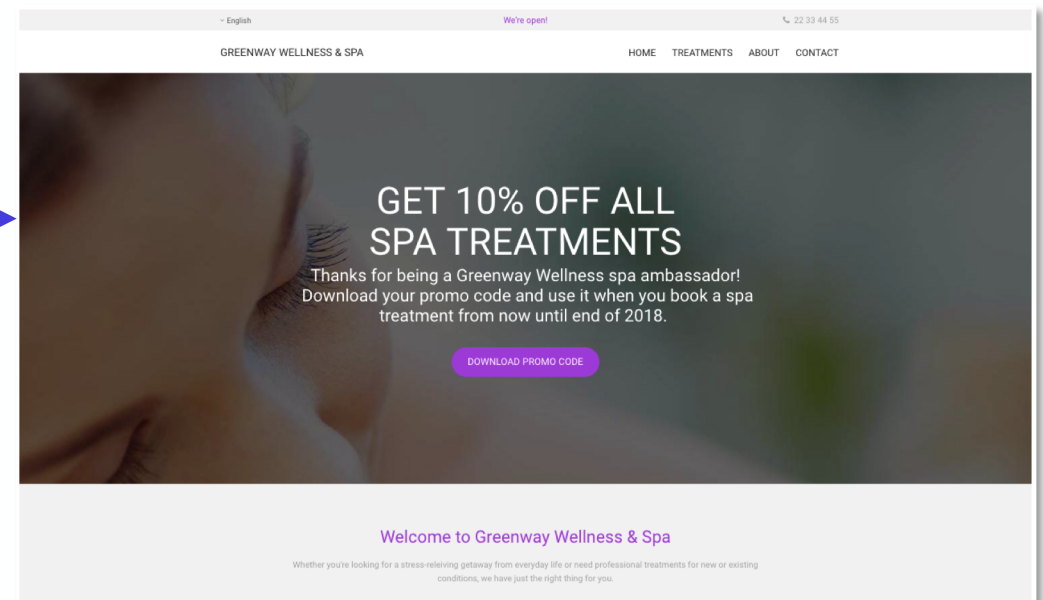 English
We're open!
22 33 44 55
GREENWAY WELLNESS & SPA
HOME TREATMENTS ABOUT CONTACT
GET 10% OFF ALL
SPA TREATMENTS
Thanks for being a Greenway Wellness spa ambassador!
Download your promo code and use it when you book a spa
treatment from now until end of 2018.
DOWNLOAD PROMO CODE
Welcome to Greenway Wellness & Spa
Whether you're looking for a stress-releiving getaway from everyday life or need professional treatments for new or existing
conditions, we have just the right thing for you.